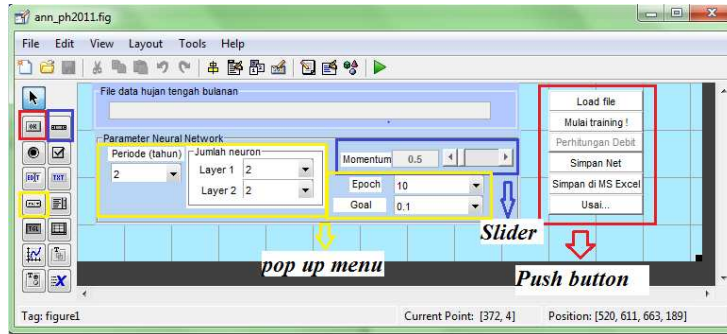 ann_ph2011.fig
File Edit View Layout Tools Help
File data hujan tengah bulanan
Load file
Mulai training !
Perhitungan Debit
Simpan Net
Simpan di MS Excel
Usai...
Parameter Neural Network
Periode (tahun)
2
Jumlah neuron
Layer 1 2
Layer 2 2
Momentum 0.5
Epoch 10
Goal 0.1
OK
EDIT TXT
TGL
Slider
pop up menu
Push button
Tag: figure1 Current Point: [372, 4] Position: [520, 611, 663, 189]